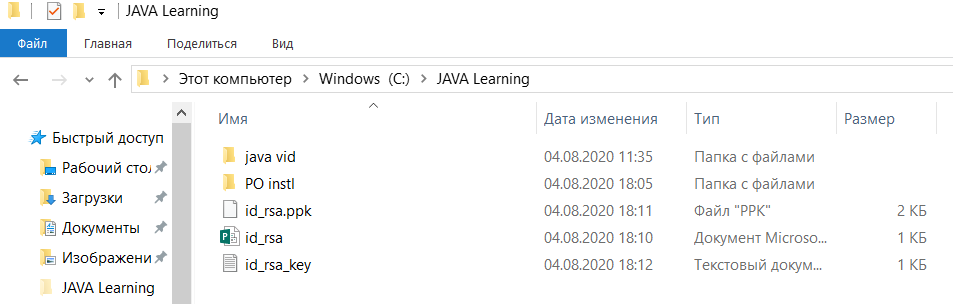 JAVA Learning
Файл Главная Поделиться Вид
Этот компьютер Windows (C:) JAVA Learning
Имя Дата изменения Тип Размер
Быстрый доступ
Рабочий стол
Загрузки
Документы
Изображени
JAVA Learning
java vid 04.08.2020 11:35 Папка с файлами
PO instl 04.08.2020 18:05 Папка с файлами
id_rsa.ppk 04.08.2020 18:11 Файл "PPK" 2 КБ
id_rsa 04.08.2020 18:10 Документ Microso... 1 КБ
id_rsa_key 04.08.2020 18:12 Текстовый докум... 1 КБ